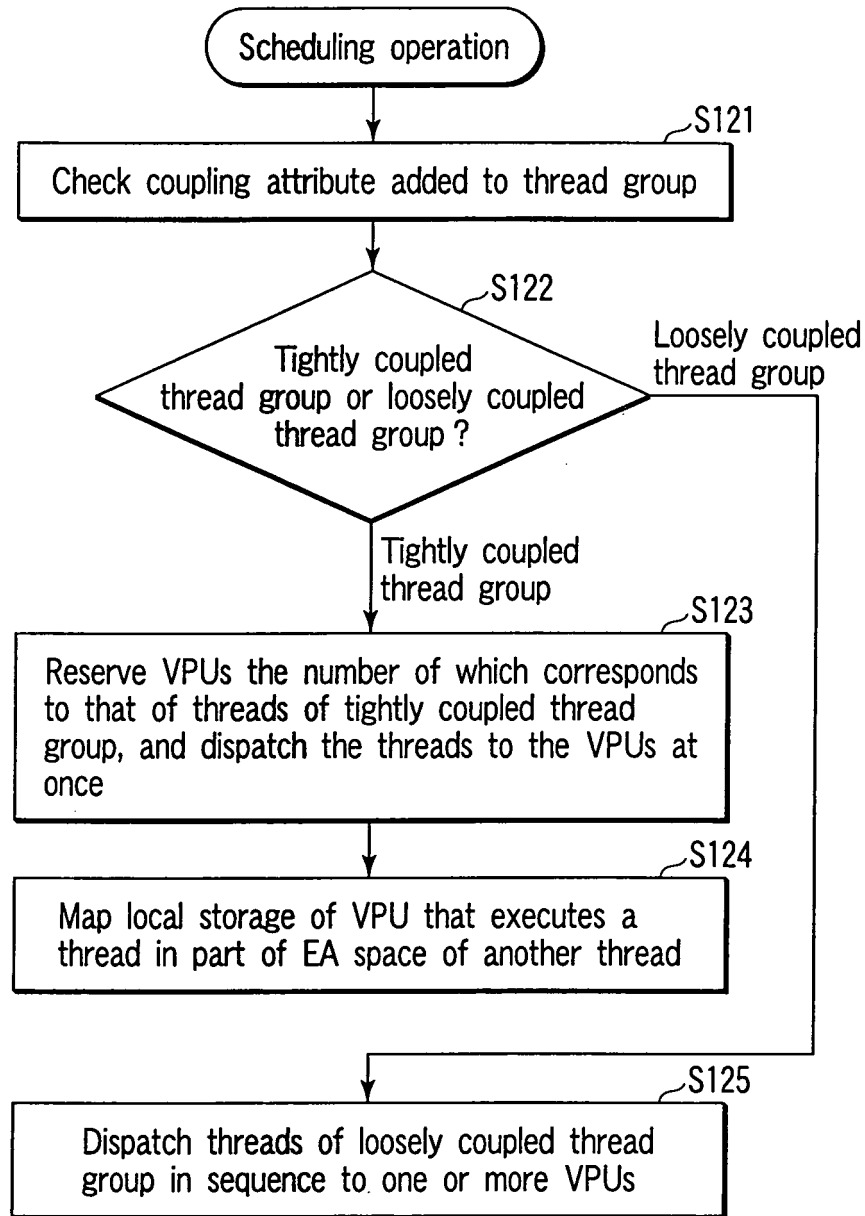 Scheduling operation
S121
Check coupling attribute added to thread group
S122
Tightly coupled
thread group or loosely coupled
thread group ?
Loosely coupled
thread group
Tightly coupled
thread group
S123
Reserve VPUs the number of which corresponds
to that of threads of tightly coupled thread
group, and dispatch the threads to the VPUs at
once
S124
Map local storage of VPU that executes a
thread in part of EA space of another thread
S125
Dispatch threads of loosely coupled thread
group in sequence to one or more VPUs